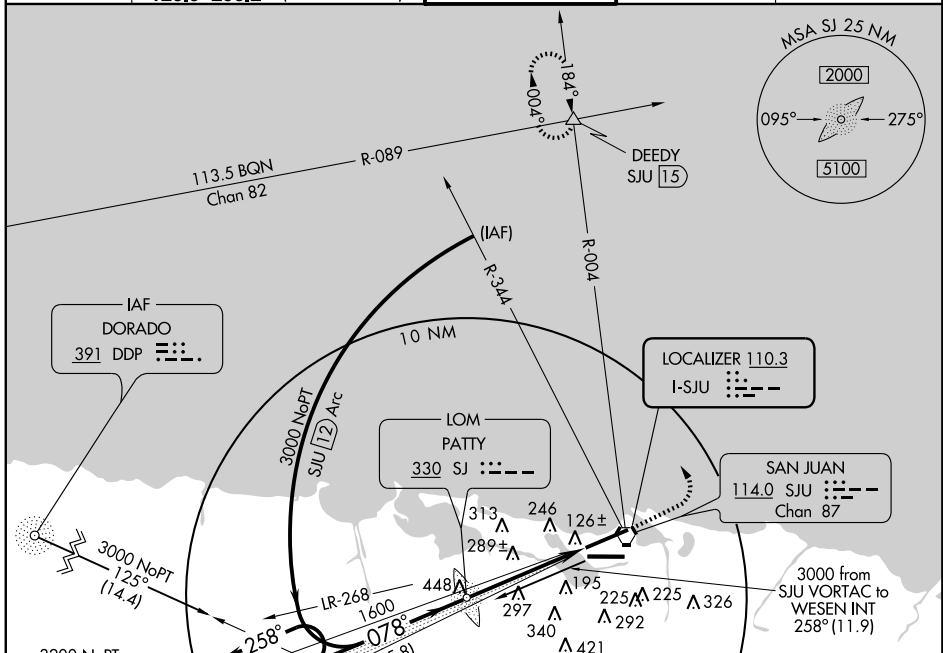 MSA SJ 25 NM
2000
095°
275°
5100
184°
004°
DEEDY
SJU 15
113.5 BQN
Chan 82
R-089
(IAF)
R-344
R-004
IAF
DORADO
391 DDP
10 NM
LOCALIZER 110.3
I-SJU
3000 NoPT
SJU 12 Arc
LOM
PATTY
330 SJ
SAN JUAN
114.0 SJU
Chan 87
313
246
126±
289±
3000 NoPT
125°
(14.4)
448
LR-268
1600
297
195
225
225
326
340
292
421
3000 from
SJU VORTAC to
WESEN INT
258° (11.9)
258°
078°